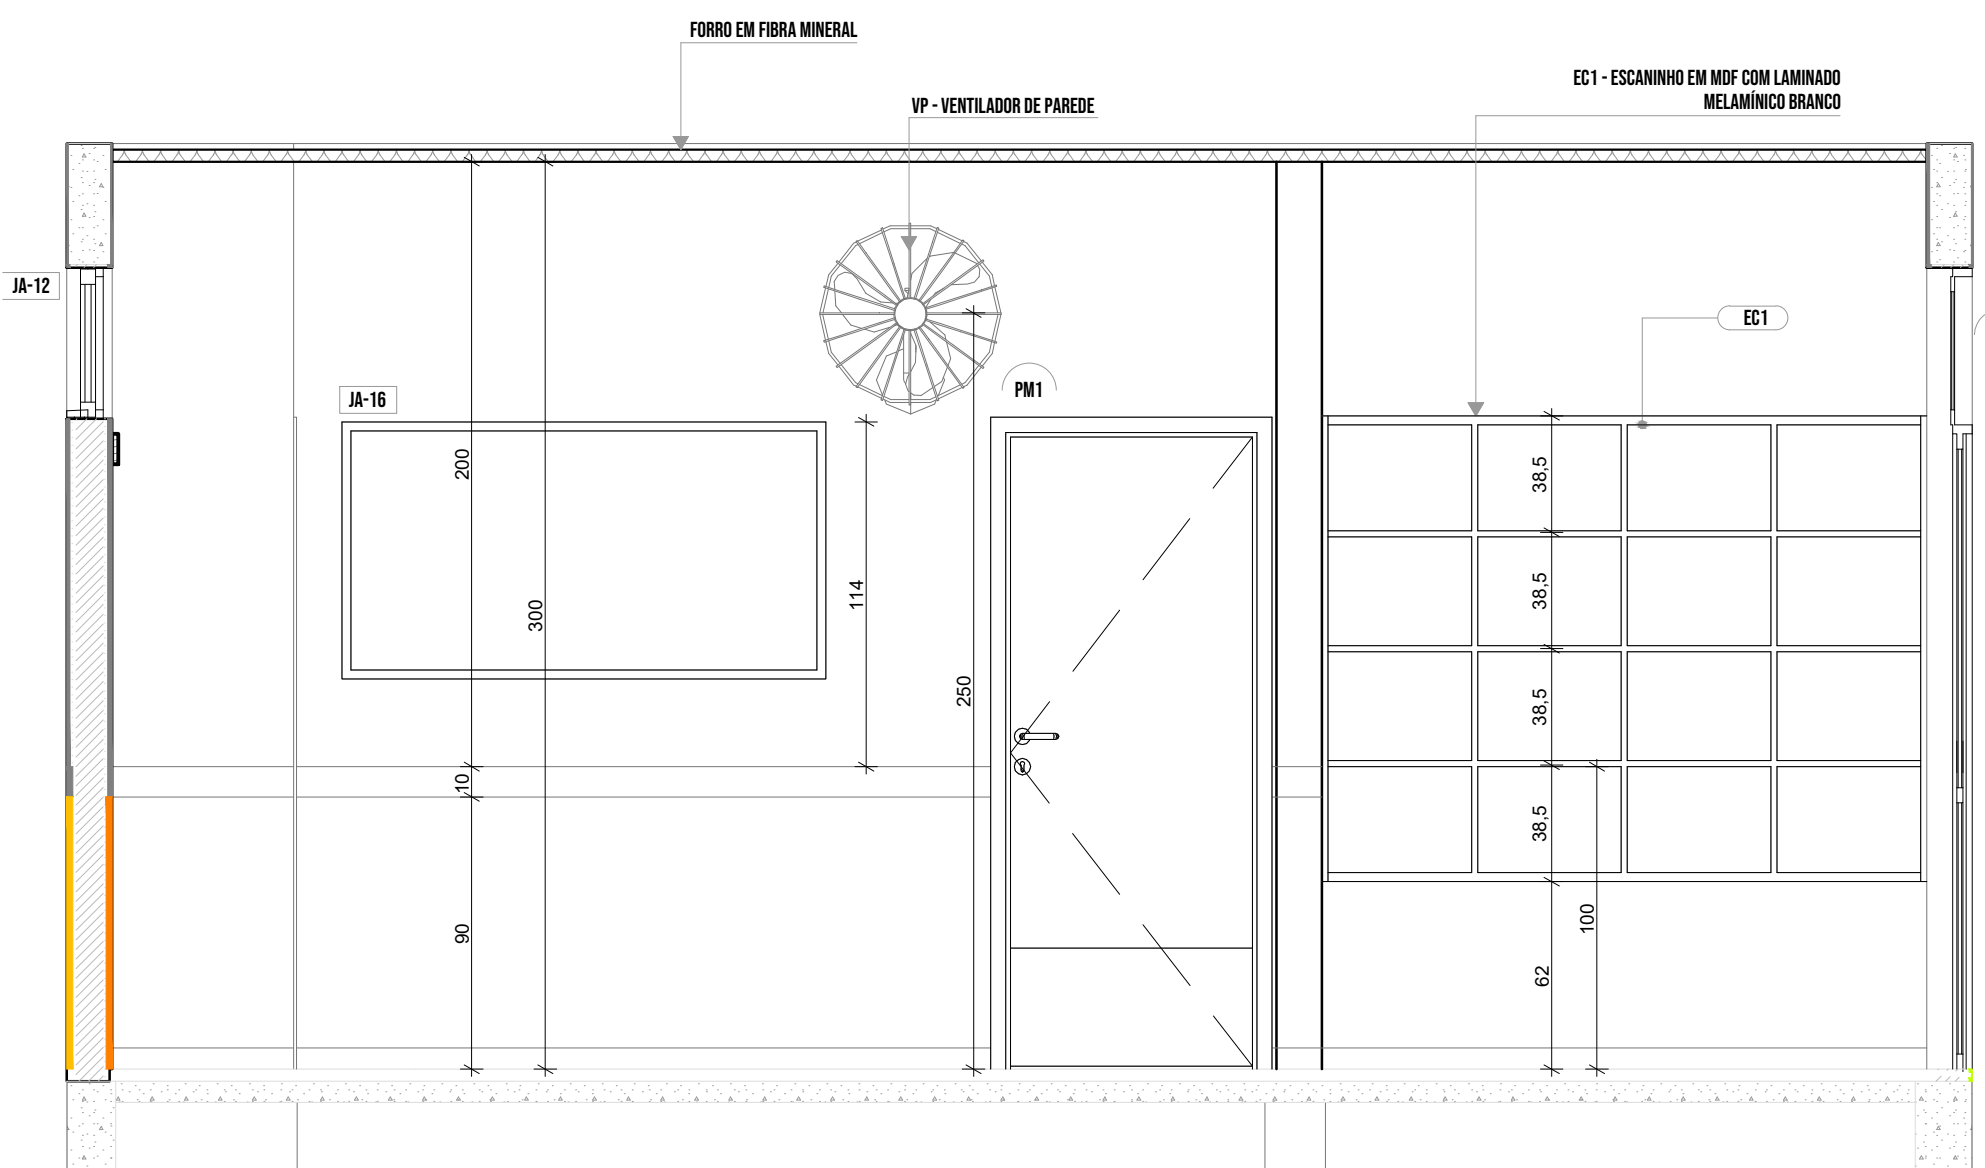 FORRO EM FIBRA MINERAL
EC1 - ESCANINHO EM MDF COM LAMINADO
MELAMÍNICO BRANCO
VP - VENTILADOR DE PAREDE
JA-12
EC1
PM1
JA-16
200
300
114
250
10
90
38,5
38,5
38,5
38,5
100
62